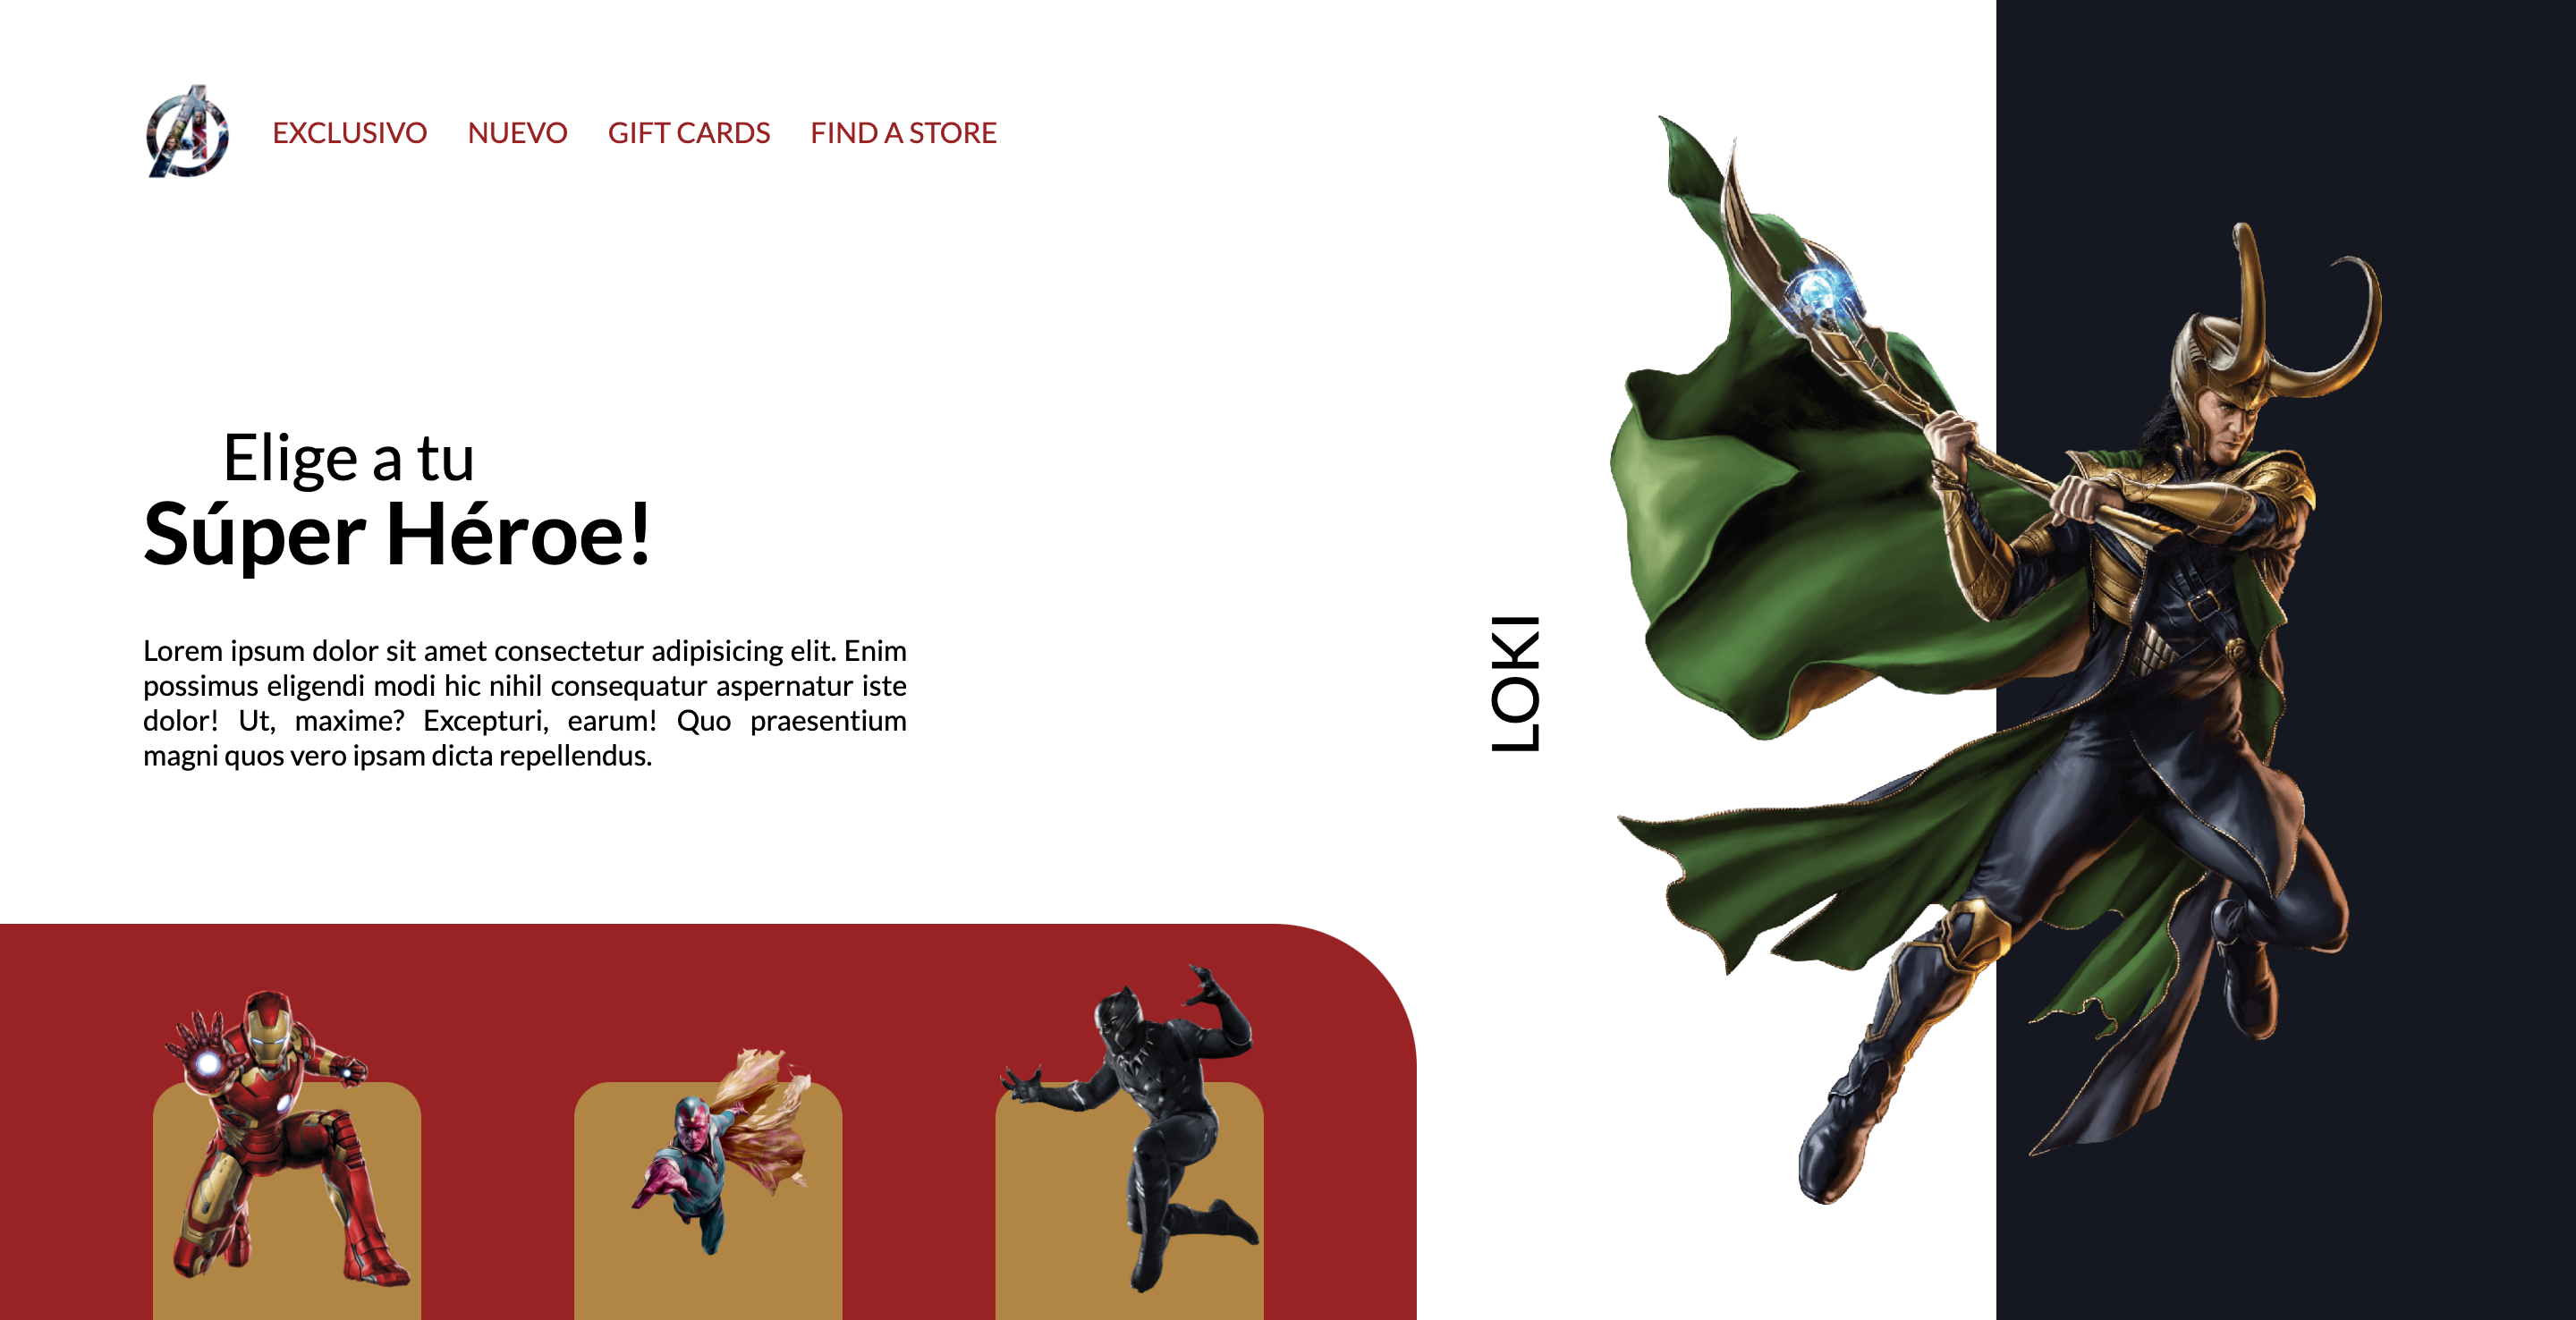 EXCLUSIVO NUEVO GIFT CARDS FIND A STORE
Elige a tu
Súper Héroe!
Lorem ipsum dolor sit amet consectetur adipisicing elit. Enim
possimus eligendi modi hic nihil consequatur aspernatur iste
dolor! Ut, maxime? Excepturi, earum! Quo praesentium
magni quos vero ipsam dicta repellendus.
LOKI